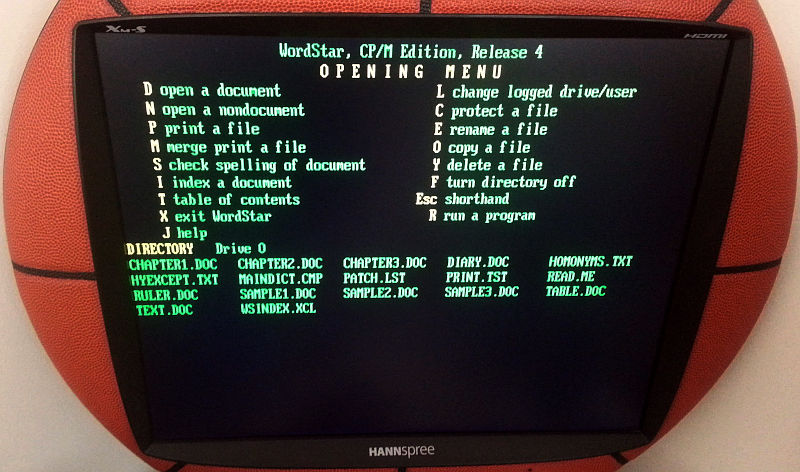 XM-S HDMI
WordStar, CP/M Edition, Release 4
OPENING MENU
D open a document L change logged drive/user
N open a nondocument C protect a file
P print a file E rename a file
M merge print a file O copy a file
S check spelling of document Y delete a file
I index a document F turn directory off
T table of contents Esc shorthand
X exit WordStar R run a program
J help
DIRECTORY Drive O
CHAPTER1.DOC CHAPTER2.DOC CHAPTER3.DOC DIARY.DOC HOMONYMS.TXT
HYEXCEPT.TXT MAINDICT.CMP PATCH.LST PRINT.TST READ.ME
RULER.DOC SAMPLE1.DOC SAMPLE2.DOC SAMPLE3.DOC TABLE.DOC
TEXT.DOC WSINDEX.XCL
HANNspree